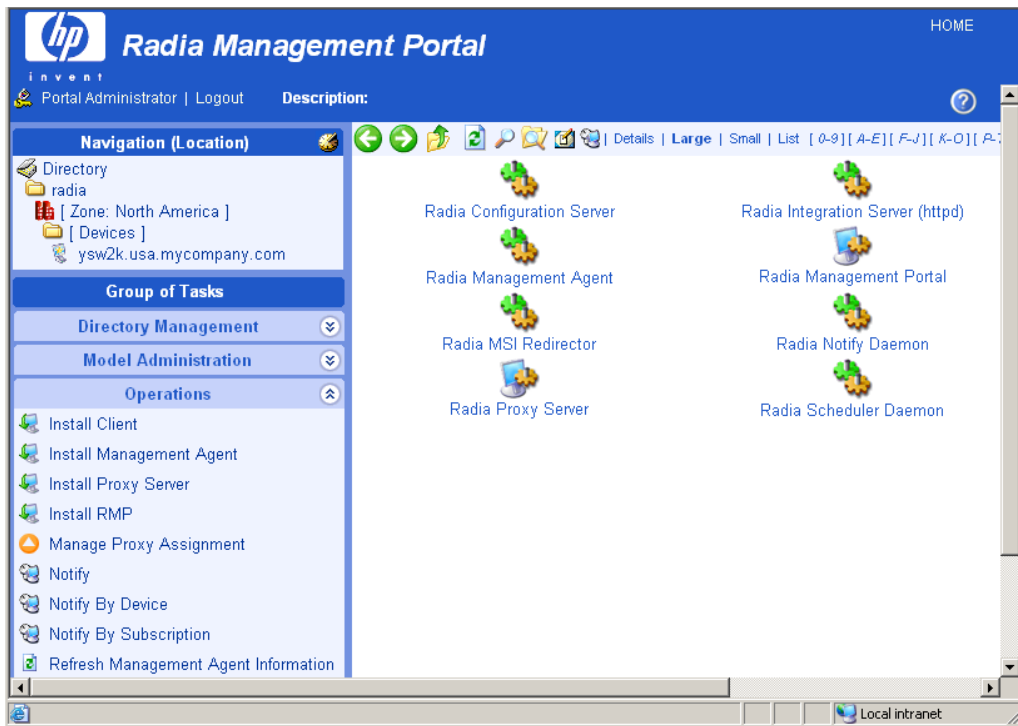 hp
invent
Radia Management Portal
HOME
Portal Administrator | Logout
Description:
Navigation (Location)
Directory
radia
[ Zone: North America ]
[ Devices ]
ysw2k.usa.mycompany.com
Group of Tasks
Directory Management
Model Administration
Operations
Install Client
Install Management Agent
Install Proxy Server
Install RMP
Manage Proxy Assignment
Notify
Notify By Device
Notify By Subscription
Refresh Management Agent Information
| Details | Large | Small | List [ 0-9 ] [ A-E ] [ F-J ] [ K-O ] [ P-
Radia Configuration Server
Radia Integration Server (httpd)
Radia Management Agent
Radia Management Portal
Radia MSI Redirector
Radia Notify Daemon
Radia Proxy Server
Radia Scheduler Daemon
Local intranet